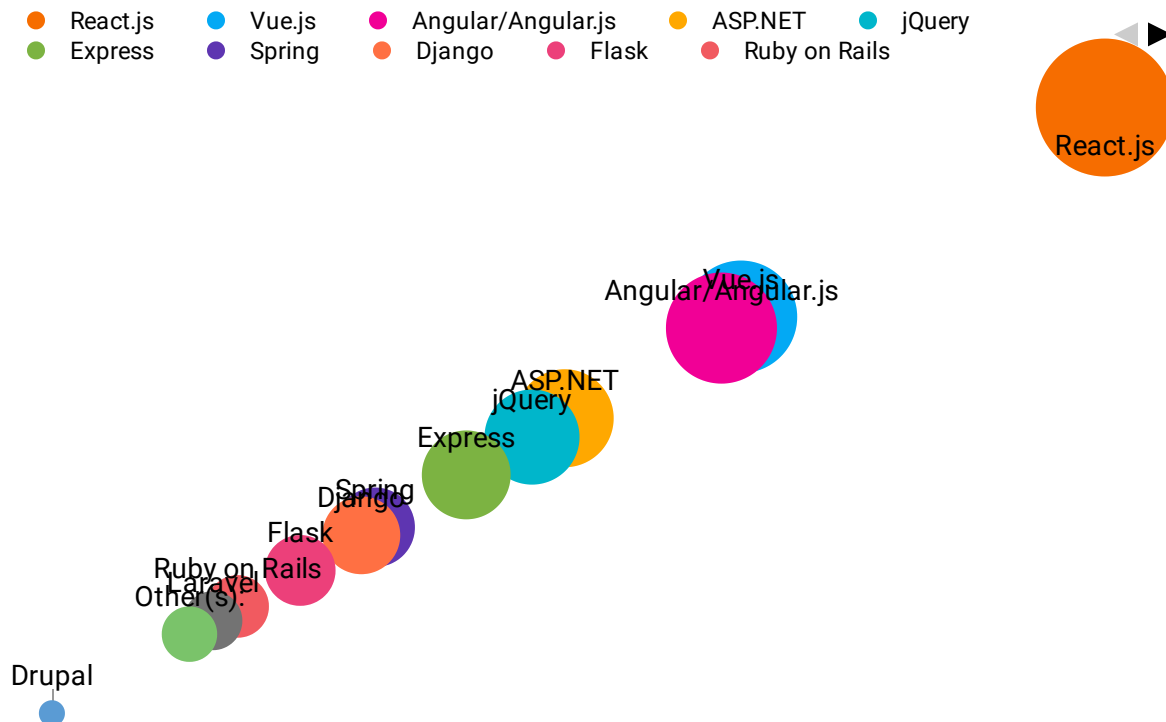 React.js Vue.js Angular/Angular.js ASP.NET jQuery
Express Spring Django Flask Ruby on Rails
React.js
Vue.js
Angular/Angular.js
ASP.NET
jQuery
Express
Spring
Django
Flask
Ruby on Rails
Laravel
Other(s):
Drupal